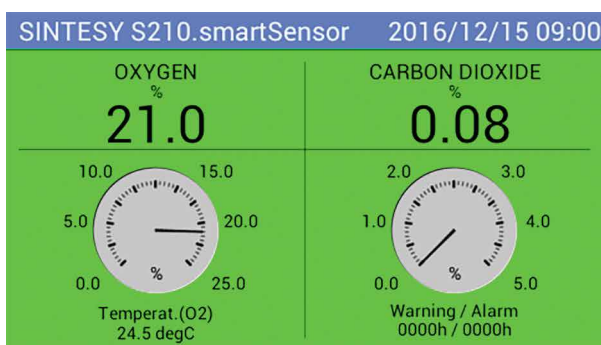 SINTESY S210.smartSensor 2016/12/15 09:00
OXYGEN
%
21.0
CARBON DIOXIDE
%
0.08
10.0 15.0
5.0 20.0
%
0.0 25.0
Temperat.(O2)
24.5 degC
2.0 3.0
1.0 4.0
%
0.0 5.0
Warning / Alarm
0000h / 0000h